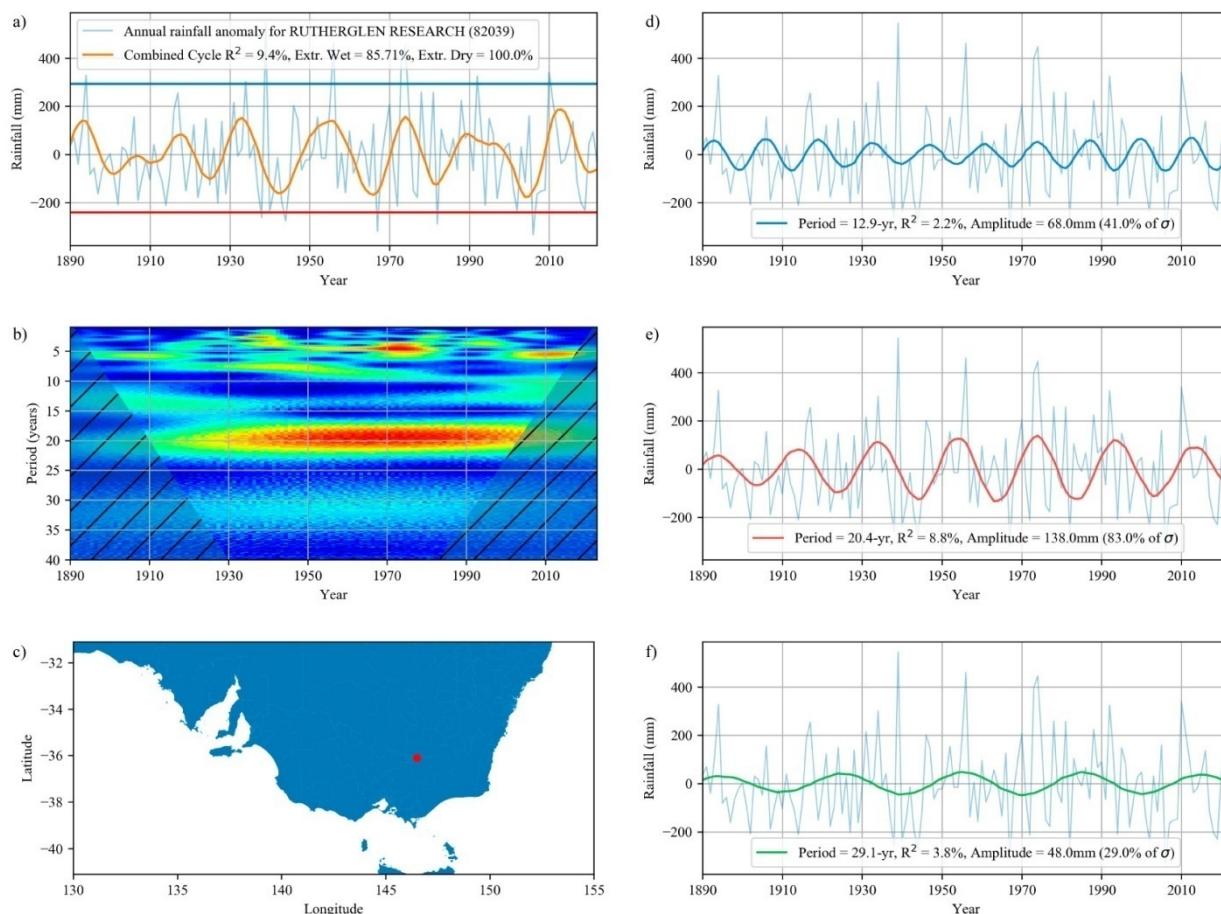 a)
Annual rainfall anomaly for RUTHERGLEN RESEARCH (82039)
Combined Cycle R² = 9.4%, Extr. Wet = 85.71%, Extr. Dry = 100.0%
Rainfall (mm)
400
200
0
−200
1890 1910 1930 1950 1970 1990 2010
Year
d)
Rainfall (mm)
400
200
0
−200
Period = 12.9-yr, R² = 2.2%, Amplitude = 68.0mm (41.0% of σ)
1890 1910 1930 1950 1970 1990 2010
Year
b)
Period (years)
5
10
15
20
25
30
35
40
1890 1910 1930 1950 1970 1990 2010
Year
e)
Rainfall (mm)
400
200
0
−200
Period = 20.4-yr, R² = 8.8%, Amplitude = 138.0mm (83.0% of σ)
1890 1910 1930 1950 1970 1990 2010
Year
c)
Latitude
−32
−34
−36
−38
−40
130 135 140 145 150 155
Longitude
f)
Rainfall (mm)
400
200
0
−200
Period = 29.1-yr, R² = 3.8%, Amplitude = 48.0mm (29.0% of σ)
1890 1910 1930 1950 1970 1990 2010
Year